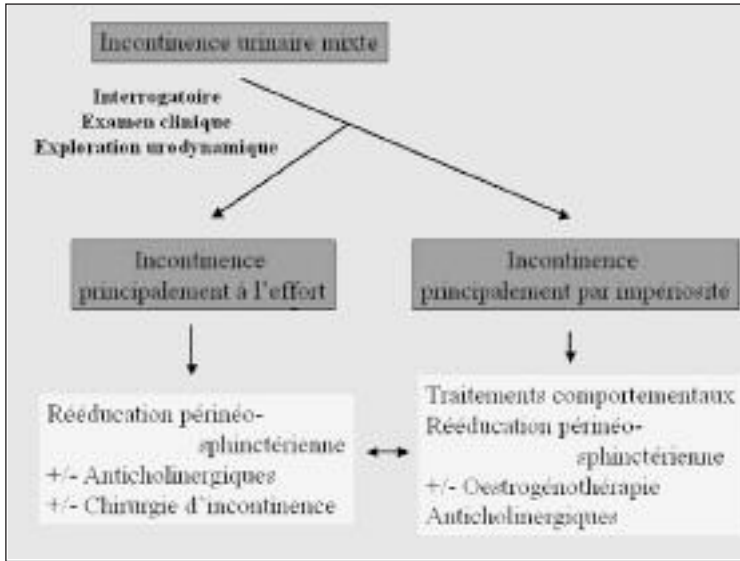 Incontinence urinaire mixte
Interrogatoire
Examen clinique
Exploration urodynamique
Incontinence
principalement à l'effort
Incontinence
principalement par impériosité
Rééducation périnéo-
sphinctérienne
+/- Anticholinergiques
+/- Chirurgie d'incontinence
Traitements comportementaux
Rééducation périnéo-
sphinctérienne
+/- Oestrogénothérapie
Anticholinergiques